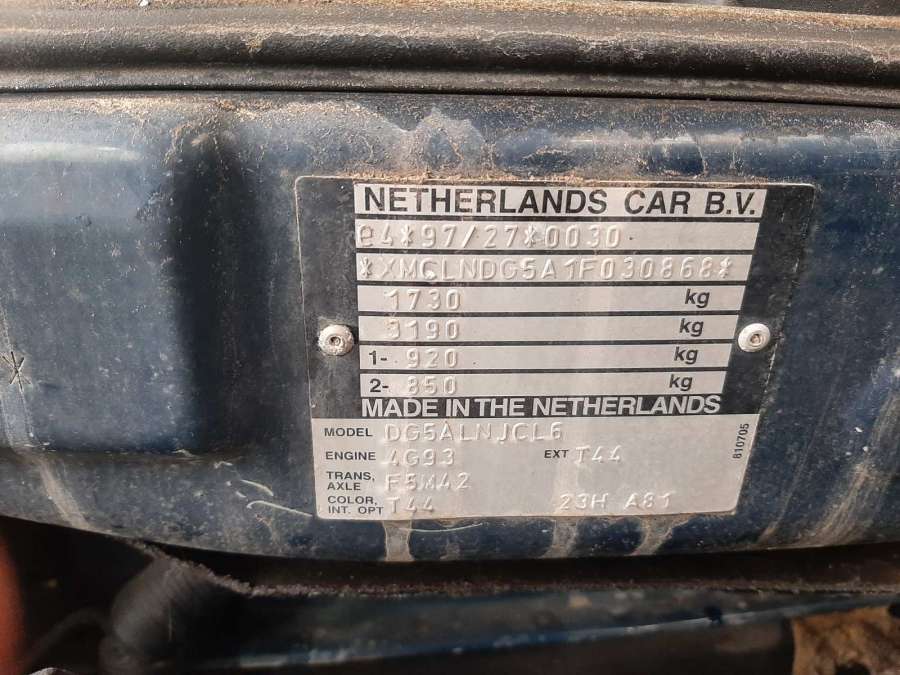 NETHERLANDS CAR B.V.
e4*97/27*0030
*XMCLNDG5A1F030868*
1730 kg
3190 kg
1- 920 kg
2- 850 kg
MADE IN THE NETHERLANDS
MODEL DG5ALNJCL6
ENGINE 4G93 EXT T44
TRANS, AXLE F5M42
COLOR, INT. OPT T44 23H A81
810705